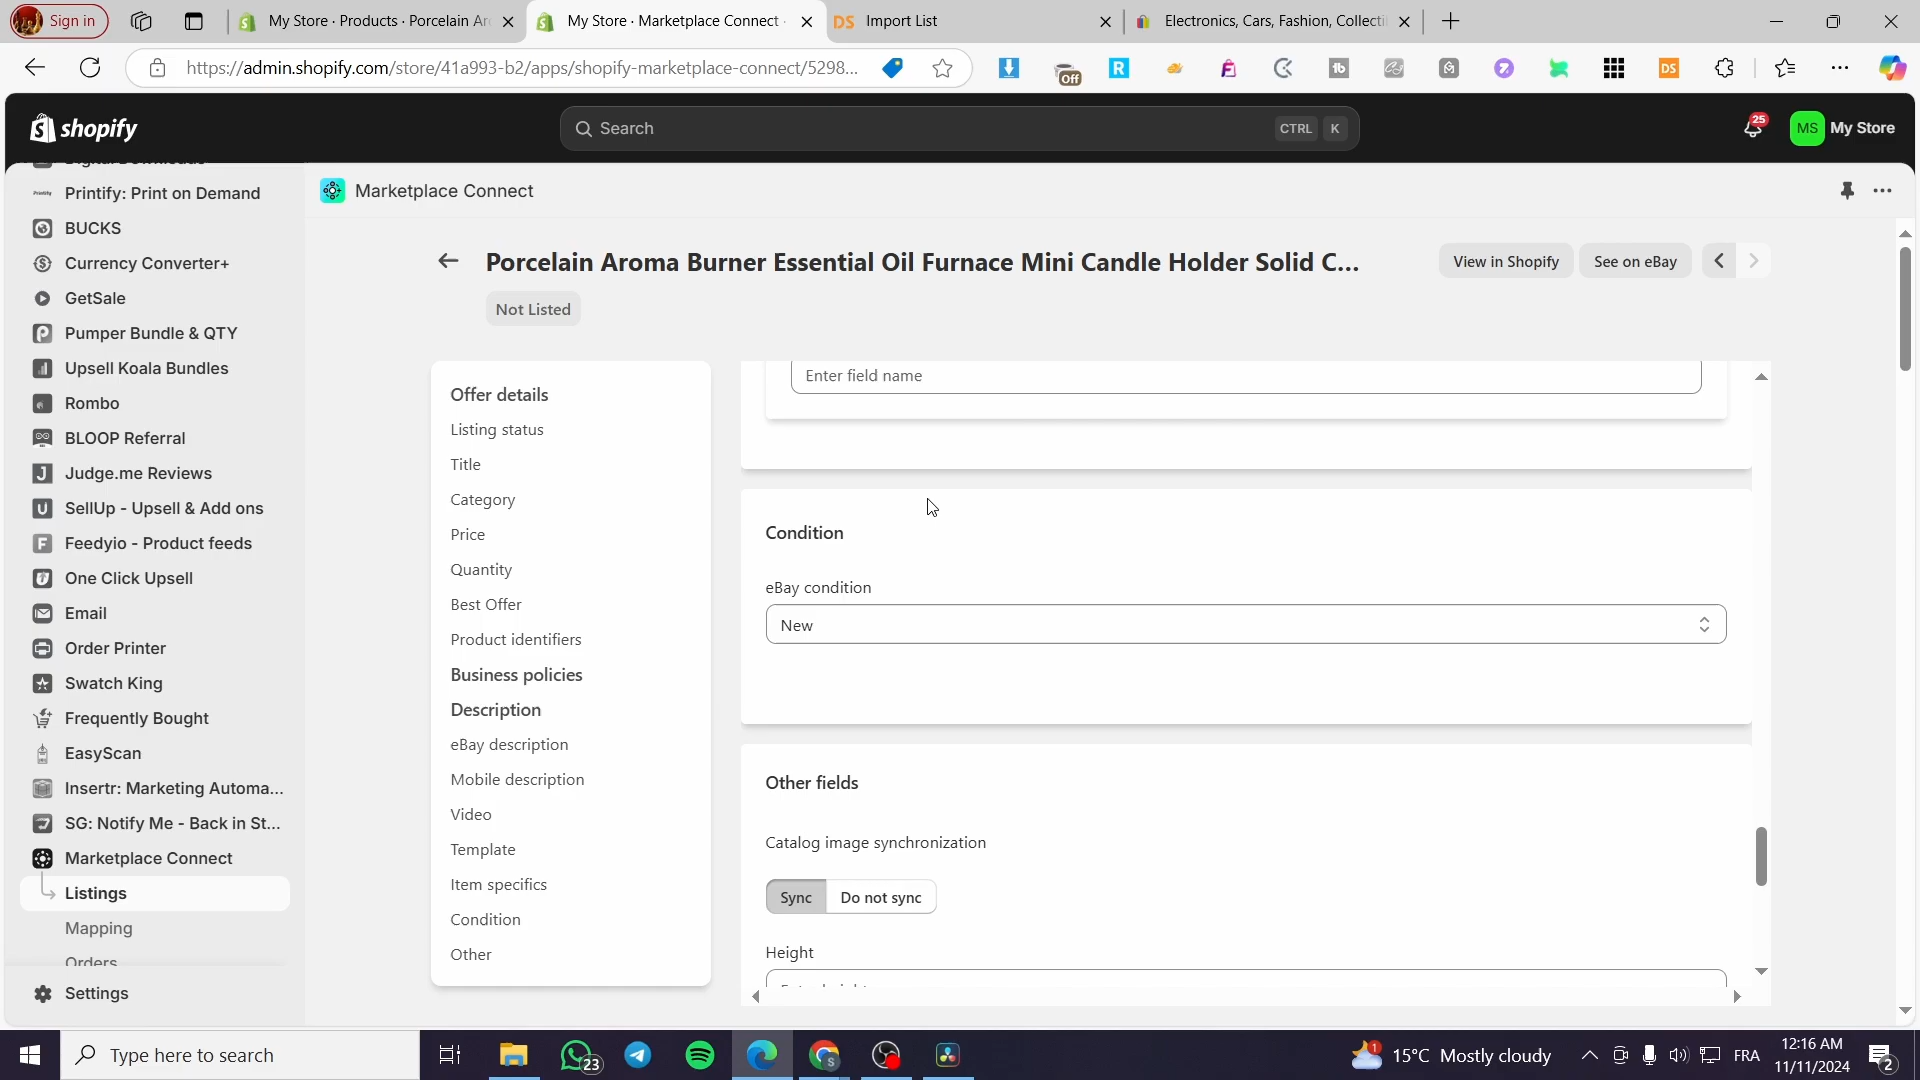 Sign in
My Store · Products · Porcelain Ar
My Store · Marketplace Connect
DS Import List
Electronics, Cars, Fashion, Collecti
https://admin.shopify.com/store/41a993-b2/apps/shopify-marketplace-connect/5298...
Off
R
tb
DS
shopify
Search
CTRL K
25
MS My Store
Printify: Print on Demand
BUCKS
Currency Converter+
GetSale
Pumper Bundle & QTY
Upsell Koala Bundles
Rombo
BLOOP Referral
Judge.me Reviews
SellUp - Upsell & Add ons
Feedyio - Product feeds
One Click Upsell
Email
Order Printer
Swatch King
Frequently Bought
EasyScan
Insertr: Marketing Automa...
SG: Notify Me - Back in St...
Marketplace Connect
Listings
Mapping
Orders
Settings
Marketplace Connect
Porcelain Aroma Burner Essential Oil Furnace Mini Candle Holder Solid C...
View in Shopify
See on eBay
Not Listed
Offer details
Listing status
Title
Category
Price
Quantity
Best Offer
Product identifiers
Business policies
Description
eBay description
Mobile description
Video
Template
Item specifics
Condition
Other
Enter field name
Condition
eBay condition
New
Other fields
Catalog image synchronization
Sync
Do not sync
Height
Type here to search
23
1
15°C Mostly cloudy
FRA
12:16 AM
11/11/2024
2